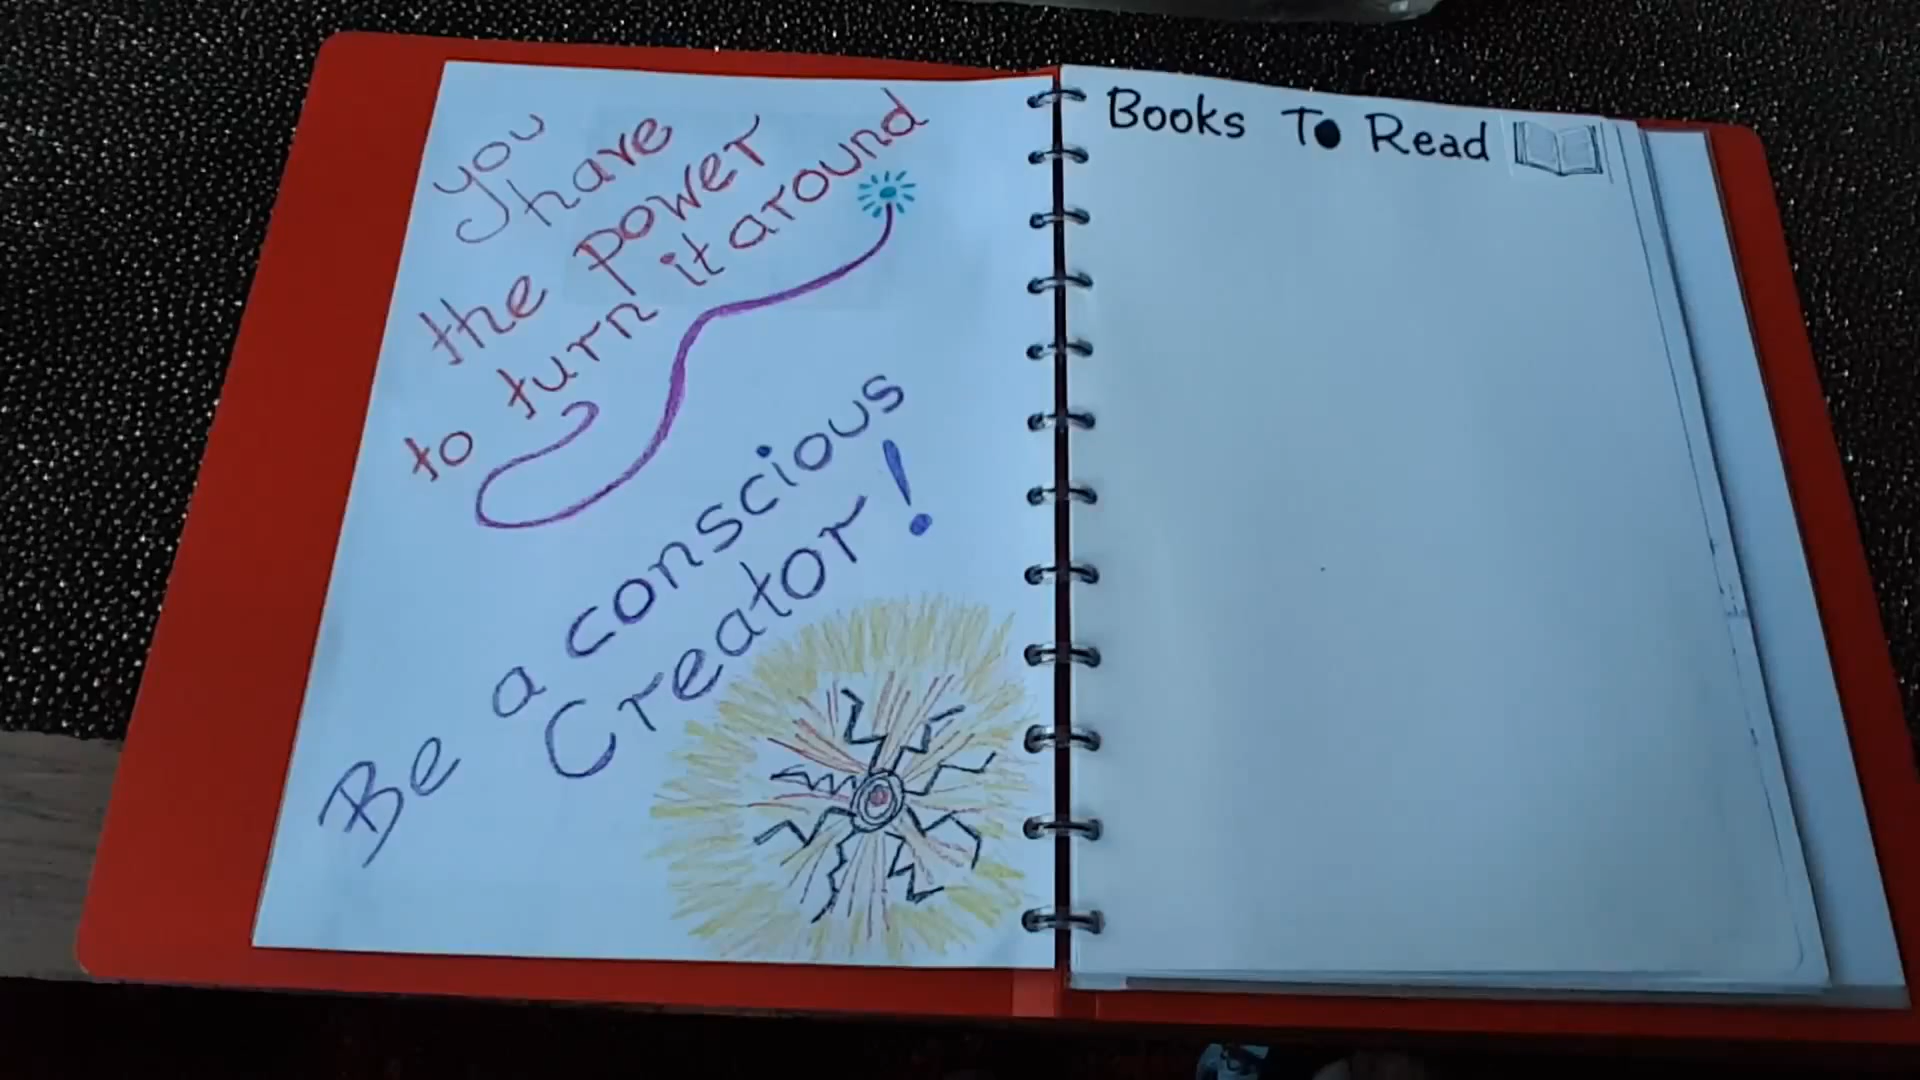 you
have
the power
to turn it around
Be a conscious
Creator!
Books To Read